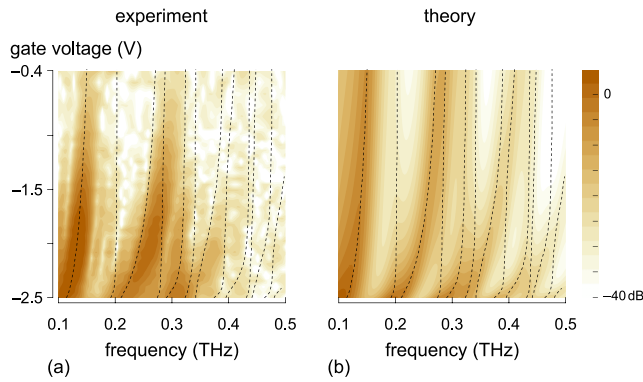 experiment theory
gate voltage (V)
−0.4
0
−1.5
−2.5
−40 dB
0.1 0.2 0.3 0.4 0.5 0.1 0.2 0.3 0.4 0.5
frequency (THz) frequency (THz)
(a) (b)